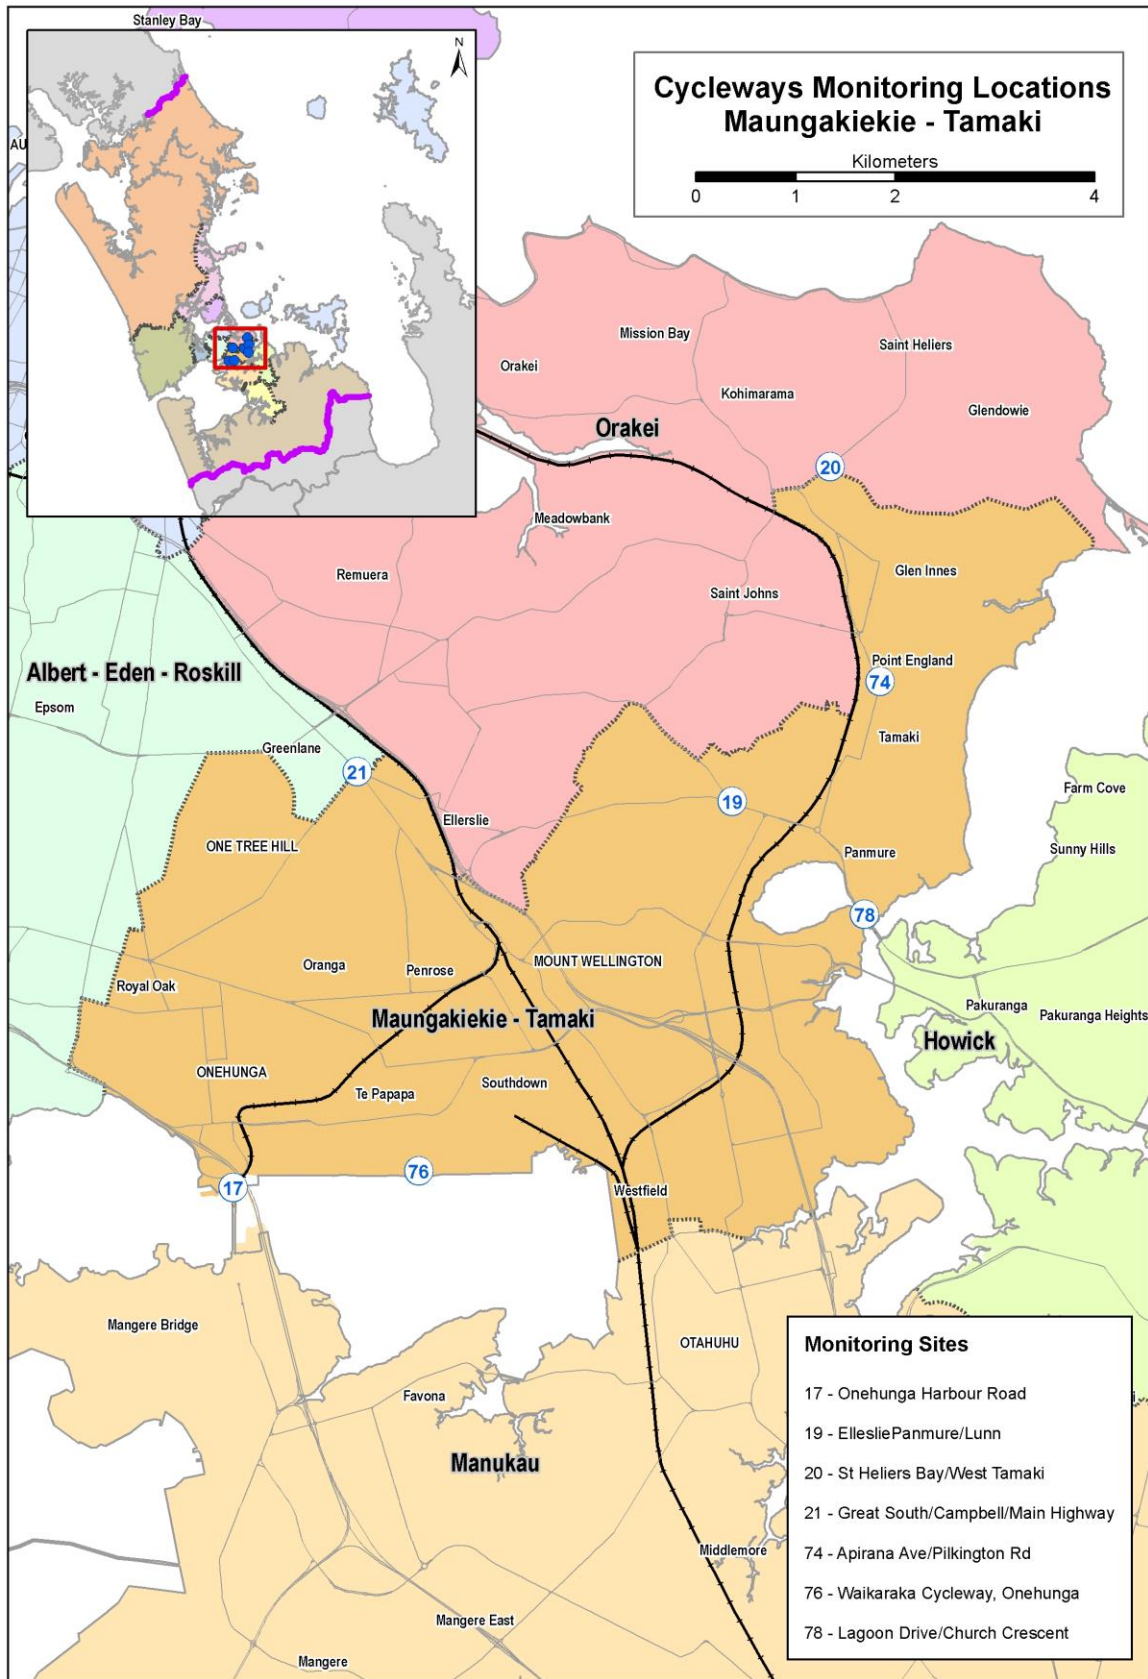 Stanley Bay
N
Cycleways Monitoring Locations
Maungakiekie - Tamaki
Kilometers
0 1 2 4
AU
Mission Bay
Saint Heliers
Orakei
Kohimarama
Glendowie
Orakei
20
Meadowbank
Remuera
Glen Innes
Saint Johns
Albert - Eden - Roskill
Point England
74
Epsom
Greenlane
Tamaki
21
Farm Cove
19
Ellerslie
ONE TREE HILL
Panmure
Sunny Hills
78
Oranga
Penrose
MOUNT WELLINGTON
Royal Oak
Pakuranga
Pakuranga Heights
Maungakiekie - Tamaki
Howick
ONEHUNGA
Te Papapa
Southdown
76
17
Westfield
Mangere Bridge
OTAHUHU
Favona
Manukau
Middlemore
Mangere East
Mangere
Monitoring Sites
17 - Onehunga Harbour Road
19 - EllesliePanmure/Lunn
20 - St Heliers Bay/West Tamaki
21 - Great South/Campbell/Main Highway
74 - Apirana Ave/Pilkington Rd
76 - Waikaraka Cycleway, Onehunga
78 - Lagoon Drive/Church Crescent